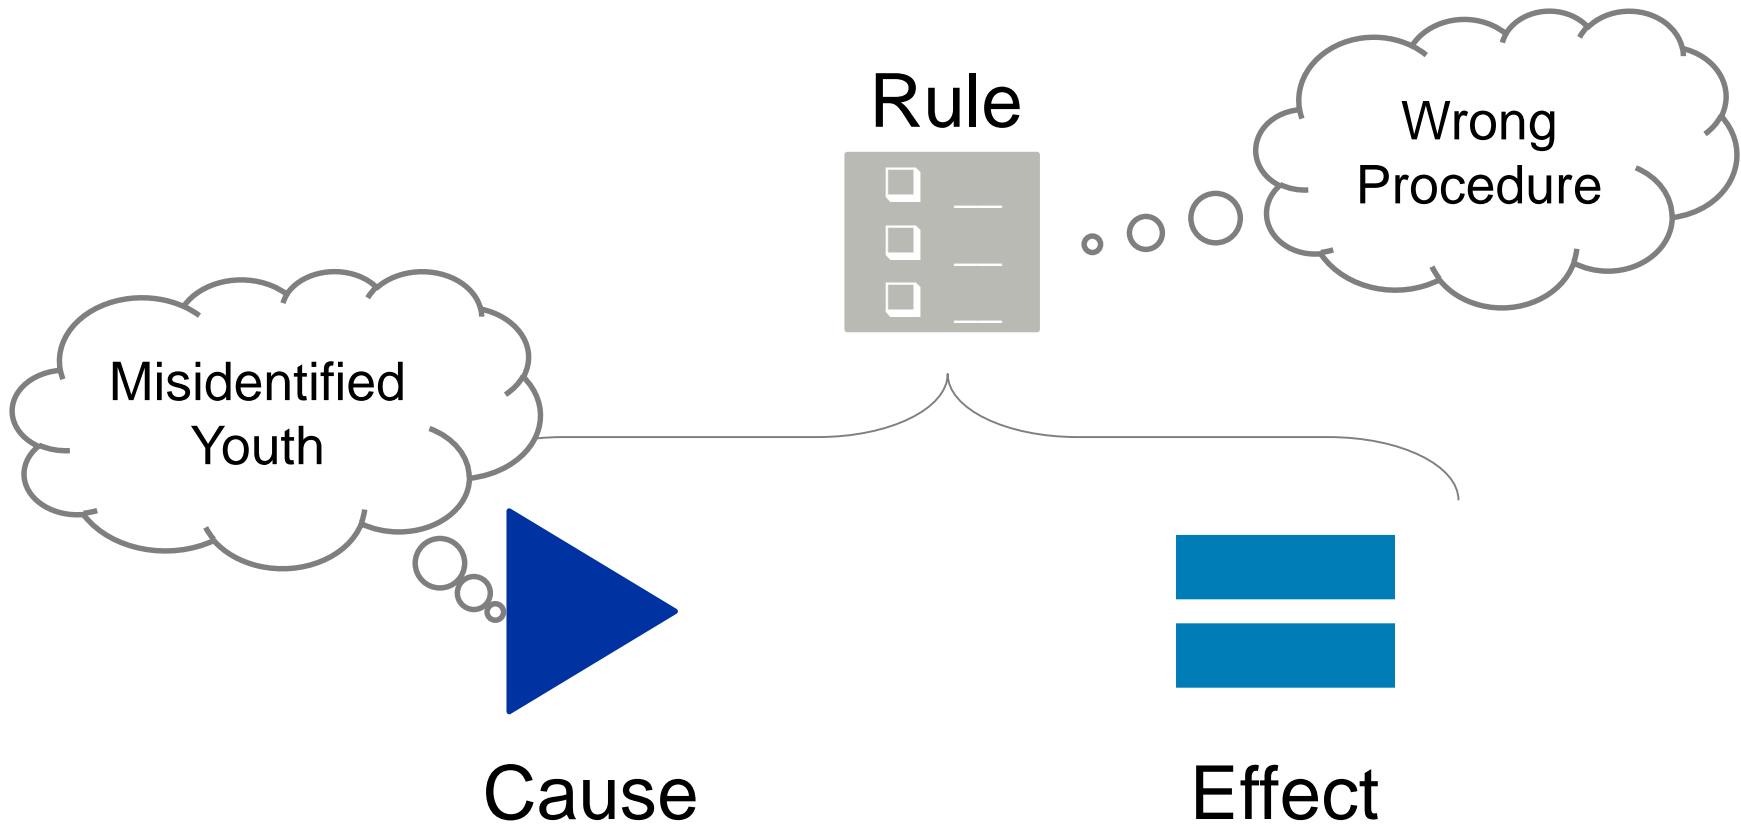 Rule
Wrong
Procedure
Misidentified
Youth
Cause
Effect